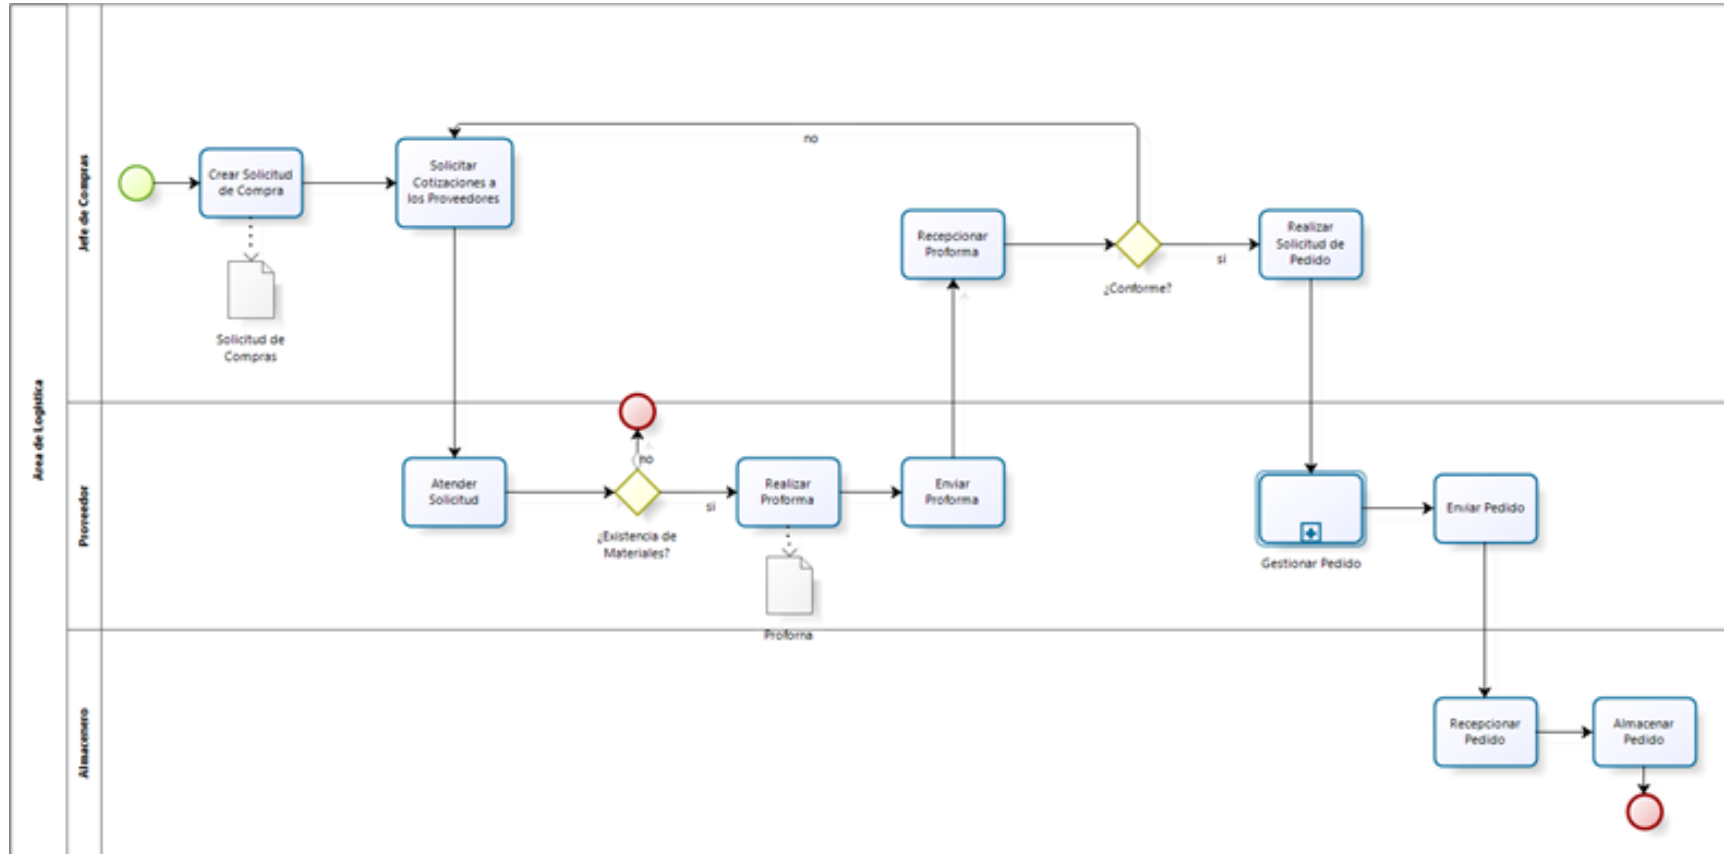 Area de Logística
Jefe de Compras
Crear Solicitud
de Compra
Solicitud de
Compras
Solicitar
Cotizaciones a
los Proveedores
no
Recepcionar
Proforma
¿Conforme?
si
Realizar
Solicitud de
Pedido
Proveedor
Atender
Solicitud
no
¿Existencia de
Materiales?
si
Realizar
Proforma
Proforna
Enviar
Proforma
Gestionar Pedido
Enviar Pedido
Almacenero
Recepcionar
Pedido
Almacenar
Pedido